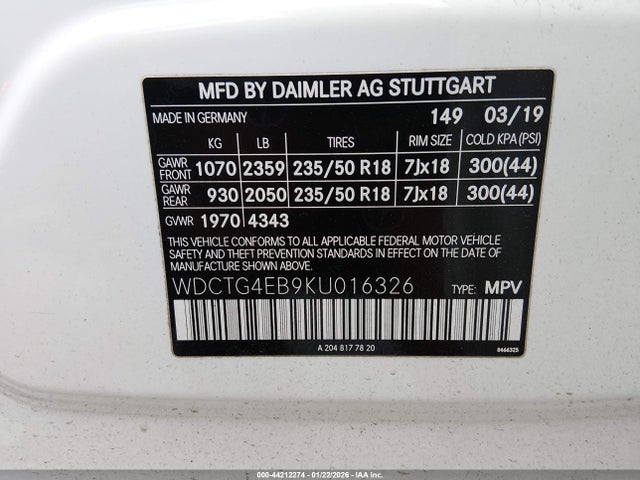 MFD BY DAIMLER AG STUTTGART
MADE IN GERMANY 149 03/19
KG LB TIRES RIM SIZE COLD KPA(PSI)
GAWR FRONT 1070 2359 235/50 R18 7Jx18 300(44)
GAWR REAR 930 2050 235/50 R18 7Jx18 300(44)
GVWR 1970 4343
THIS VEHICLE CONFORMS TO ALL APPLICABLE FEDERAL MOTOR VEHICLE
SAFETY, BUMPER, AND
THEFT PREVENTION STANDARDS IN EFFECT ON THE DATE OF MANUFACTURE SHOWN ABOVE.
WDCTG4EB9KU016326 TYPE: MPV
A 204 817 78 20 8466325
000-44212274 - 01/22/2026 - IAA Inc.